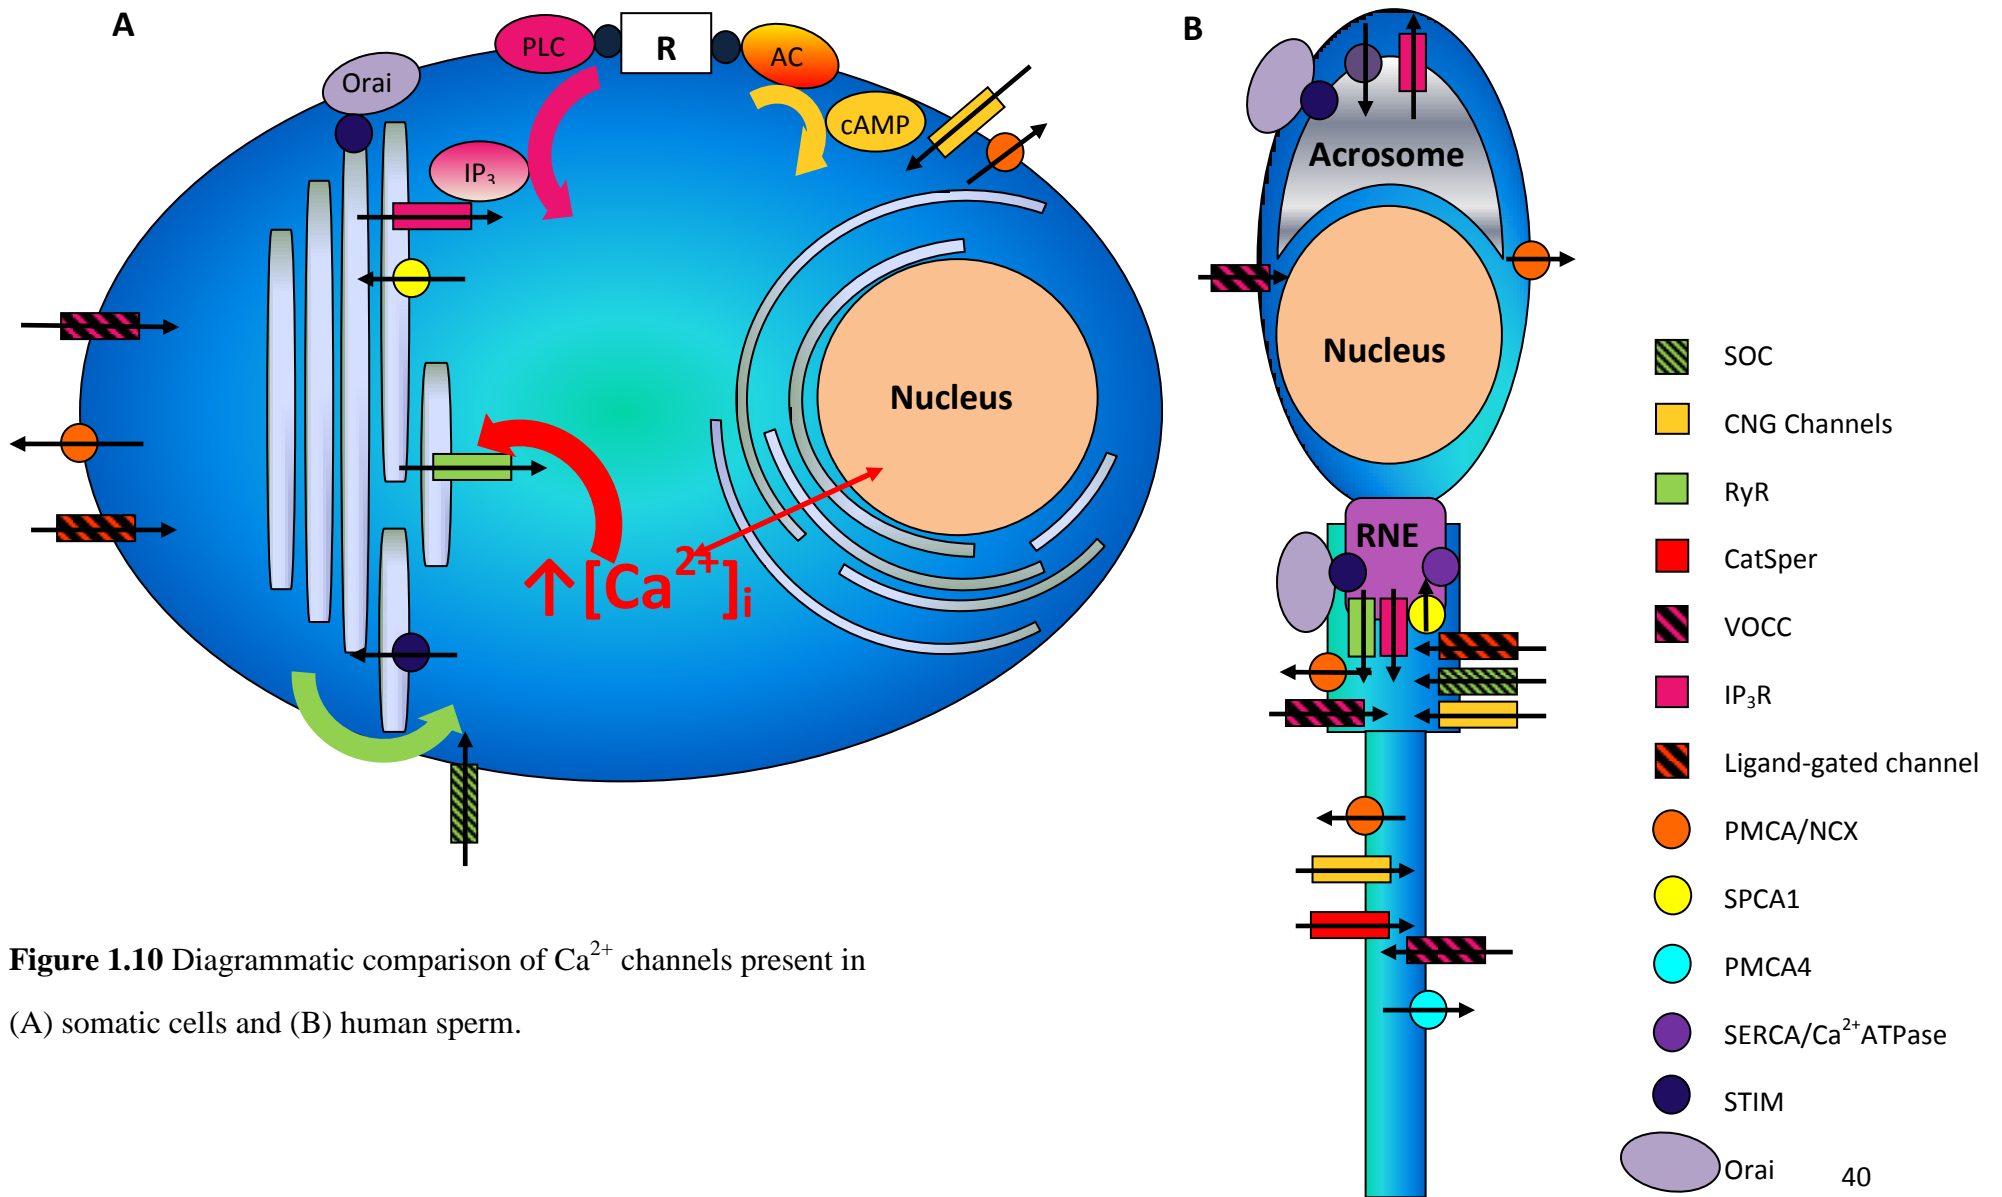 A
PLC
R
AC
Orai
cAMP
IP₃
Nucleus
↑[Ca²⁺]ᵢ
B
Acrosome
Nucleus
RNE
SOC
CNG Channels
RyR
CatSper
VOCC
IP₃R
Ligand-gated channel
PMCA/NCX
SPCA1
PMCA4
SERCA/Ca²⁺ATPase
STIM
Orai
Figure 1.10 Diagrammatic comparison of Ca²⁺ channels present in
(A) somatic cells and (B) human sperm.
40